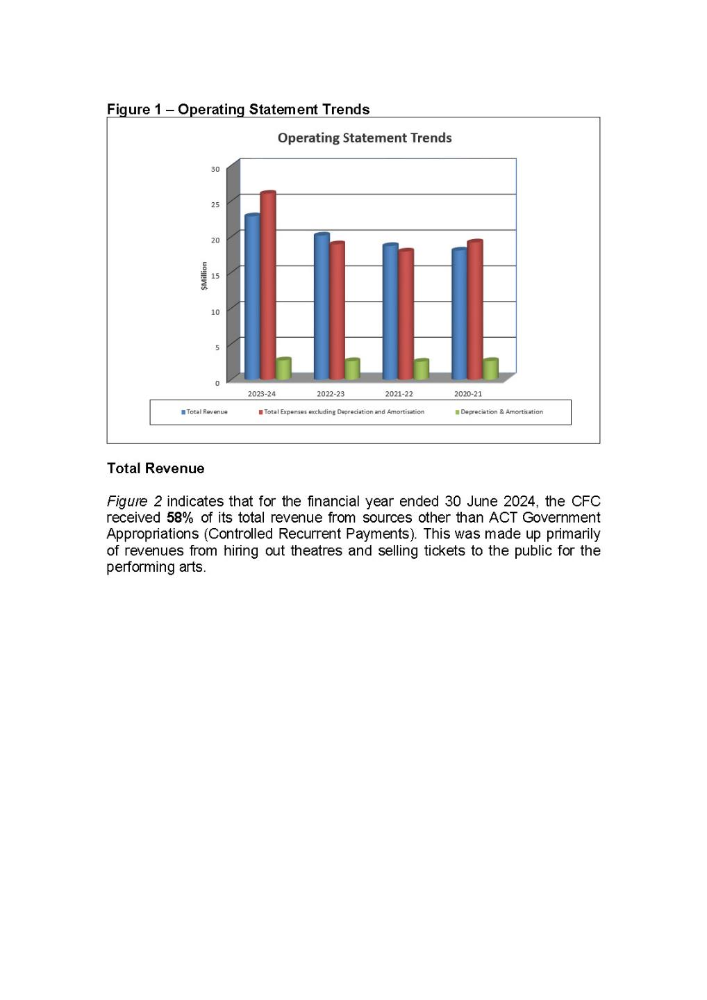 Figure 1 – Operating Statement Trends
Operating Statement Trends
30
25
20
15
10
5
0
$Million
2023-24 2022-23 2021-22 2020-21
Total Revenue Total Expenses excluding Depreciation and Amortisation Depreciation & Amortisation
Total Revenue
Figure 2 indicates that for the financial year ended 30 June 2024, the CFC
received 58% of its total revenue from sources other than ACT Government
Appropriations (Controlled Recurrent Payments). This was made up primarily
of revenues from hiring out theatres and selling tickets to the public for the
performing arts.